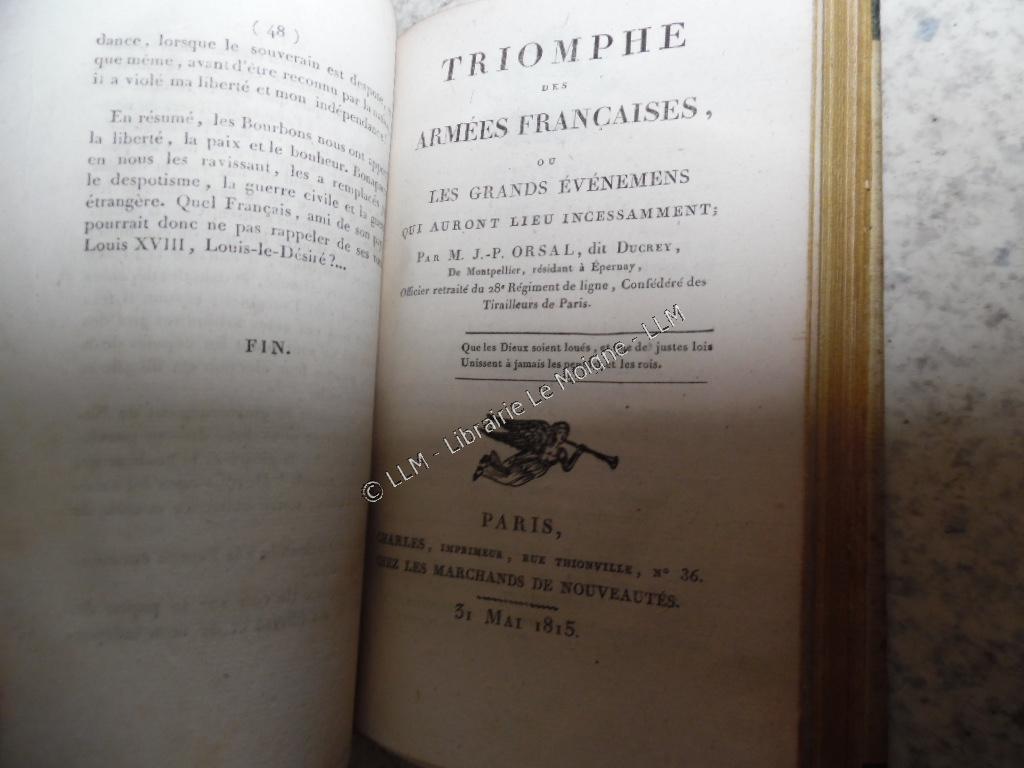 ( 48 )
dance, lorsque le souverain est despote,
que même, avant d'être reconnu par la
il a violé ma liberté et mon indépendance
En résumé, les Bourbons nous ont
la liberté, la paix et le bonheur.
en nous les ravissant, les a remplacés
le despotisme, la guerre civile et la
étrangère. Quel Français, ami de son
pourrait donc ne pas rappeler de ses
Louis XVIII, Louis-le-Désiré?...
FIN.
TRIOMPHE
DES
ARMÉES FRANÇAISES,
OU
LES GRANDS ÉVÉNEMENS
QUI AURONT LIEU INCESSAMMENT;
PAR M. J.-P. ORSAL, dit DUCREY,
De Montpellier, résidant à Épernay,
Officier retraité du 28e Régiment de ligne, Confédéré des
Tirailleurs de Paris.
Que les Dieux soient loués, et que de justes lois
Unissent à jamais les et les rois.
PARIS,
CHARLES, IMPRIMEUR, RUE THIONVILLE, N° 36.
CHEZ LES MARCHANDS DE NOUVEAUTÉS.
31 MAI 1815.
© LLM - Librairie Le Moigne - LLM